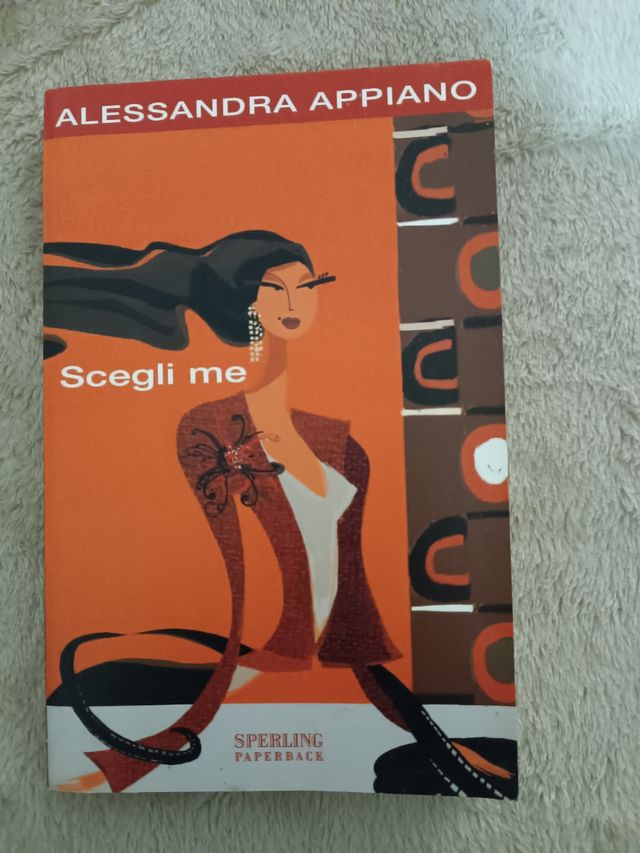 ALESSANDRA APPIANO
Scegli me
SPERLING
PAPERBACK